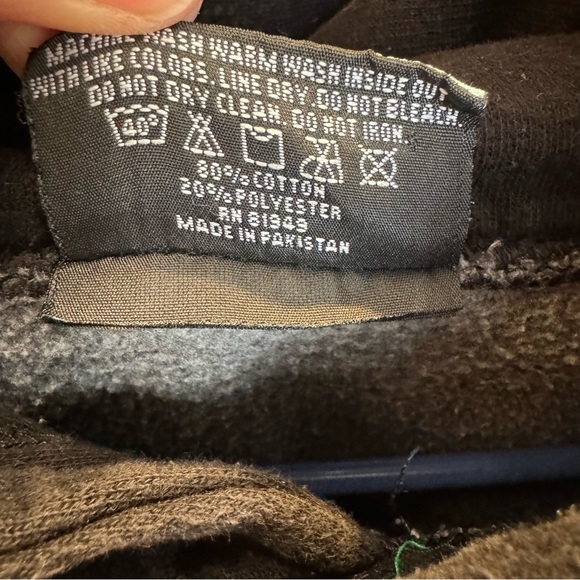 MACHINE WASH WARM WASH INSIDE OUT
WITH LIKE COLORS. LINE DRY. DO NOT BLEACH.
DO NOT DRY CLEAN. DO NOT IRON.
40°
80% COTTON
20% POLYESTER
RN 81949
MADE IN PAKISTAN